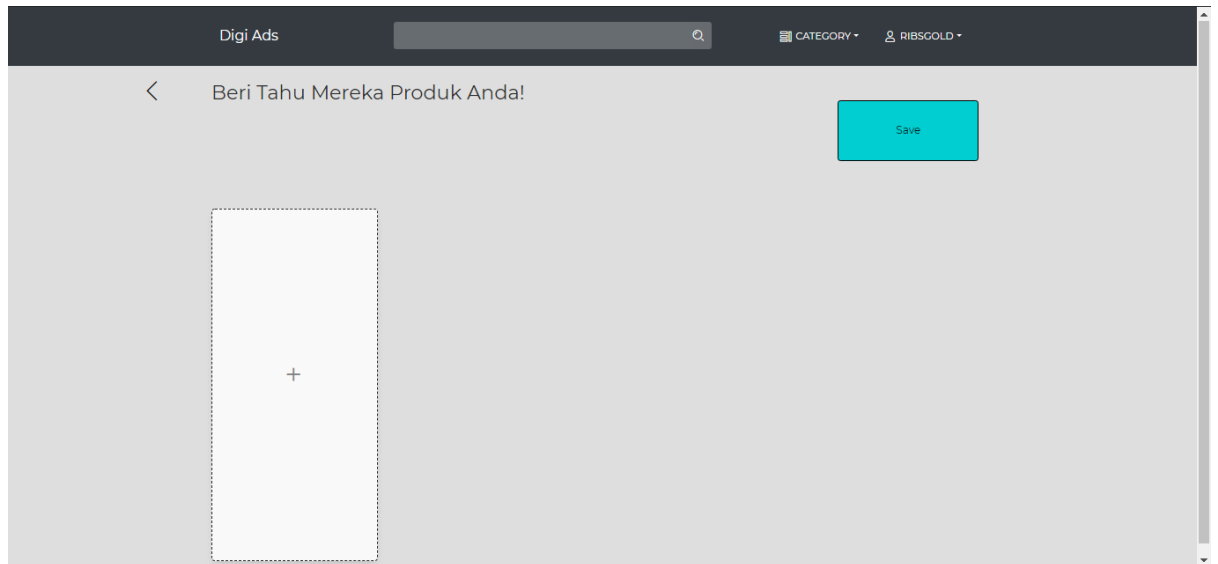 Digi Ads
CATEGORY
RIBSGOLD
Beri Tahu Mereka Produk Anda!
Save
+